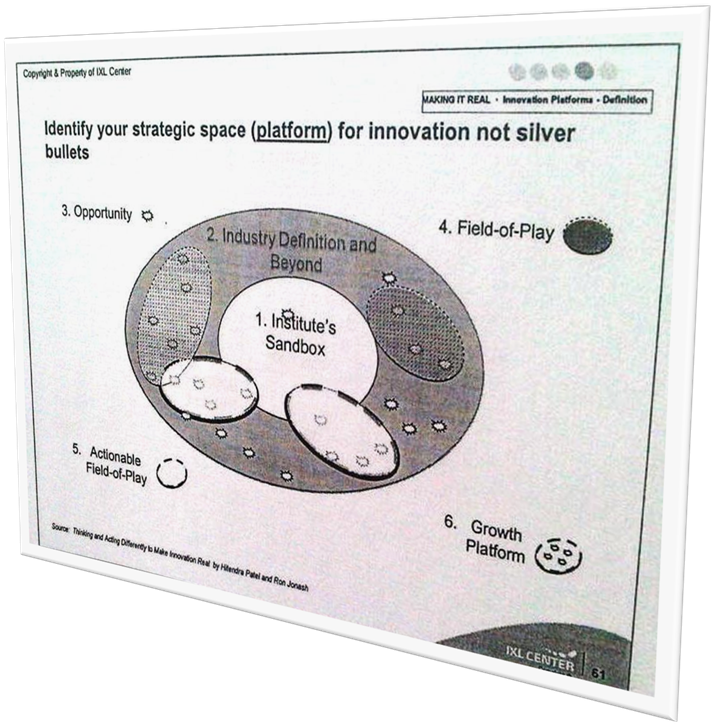 Copyright & Property of IXL Center
MAKING IT REAL • Innovation Platforms - Definition
Identify your strategic space (platform) for innovation not silver
bullets
3. Opportunity
2. Industry Definition and
Beyond
4. Field-of-Play
1. Institute's
Sandbox
5. Actionable
Field-of-Play
6. Growth
Platform
Source: Thinking and Acting Differently to Make Innovation Real by Hitendra Patel and Ron Jonash
IXL CENTER
61